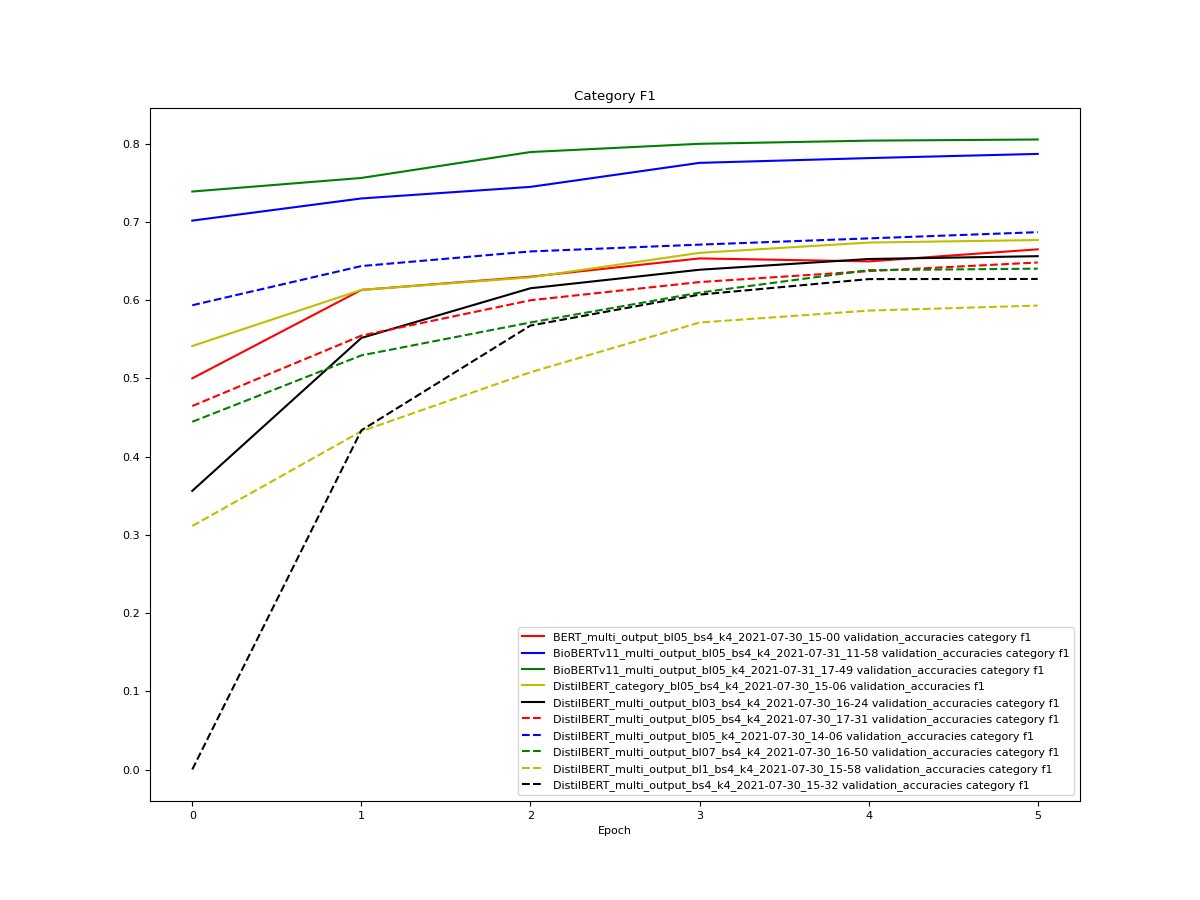 Category F1
0.8
0.7
0.6
0.5
0.4
0.3
0.2
0.1
0.0
BERT_multi_output_bl05_bs4_k4_2021-07-30_15-00 validation_accuracies category f1
BioBERTv11_multi_output_bl05_bs4_k4_2021-07-31_11-58 validation_accuracies category f1
BioBERTv11_multi_output_bl05_k4_2021-07-31_17-49 validation_accuracies category f1
DistilBERT_category_bl05_bs4_k4_2021-07-30_15-06 validation_accuracies f1
DistilBERT_multi_output_bl03_bs4_k4_2021-07-30_16-24 validation_accuracies category f1
DistilBERT_multi_output_bl05_bs4_k4_2021-07-30_17-31 validation_accuracies category f1
DistilBERT_multi_output_bl05_k4_2021-07-30_14-06 validation_accuracies category f1
DistilBERT_multi_output_bl07_bs4_k4_2021-07-30_16-50 validation_accuracies category f1
DistilBERT_multi_output_bl1_bs4_k4_2021-07-30_15-58 validation_accuracies category f1
DistilBERT_multi_output_bs4_k4_2021-07-30_15-32 validation_accuracies category f1
0 1 2 3 4 5
Epoch